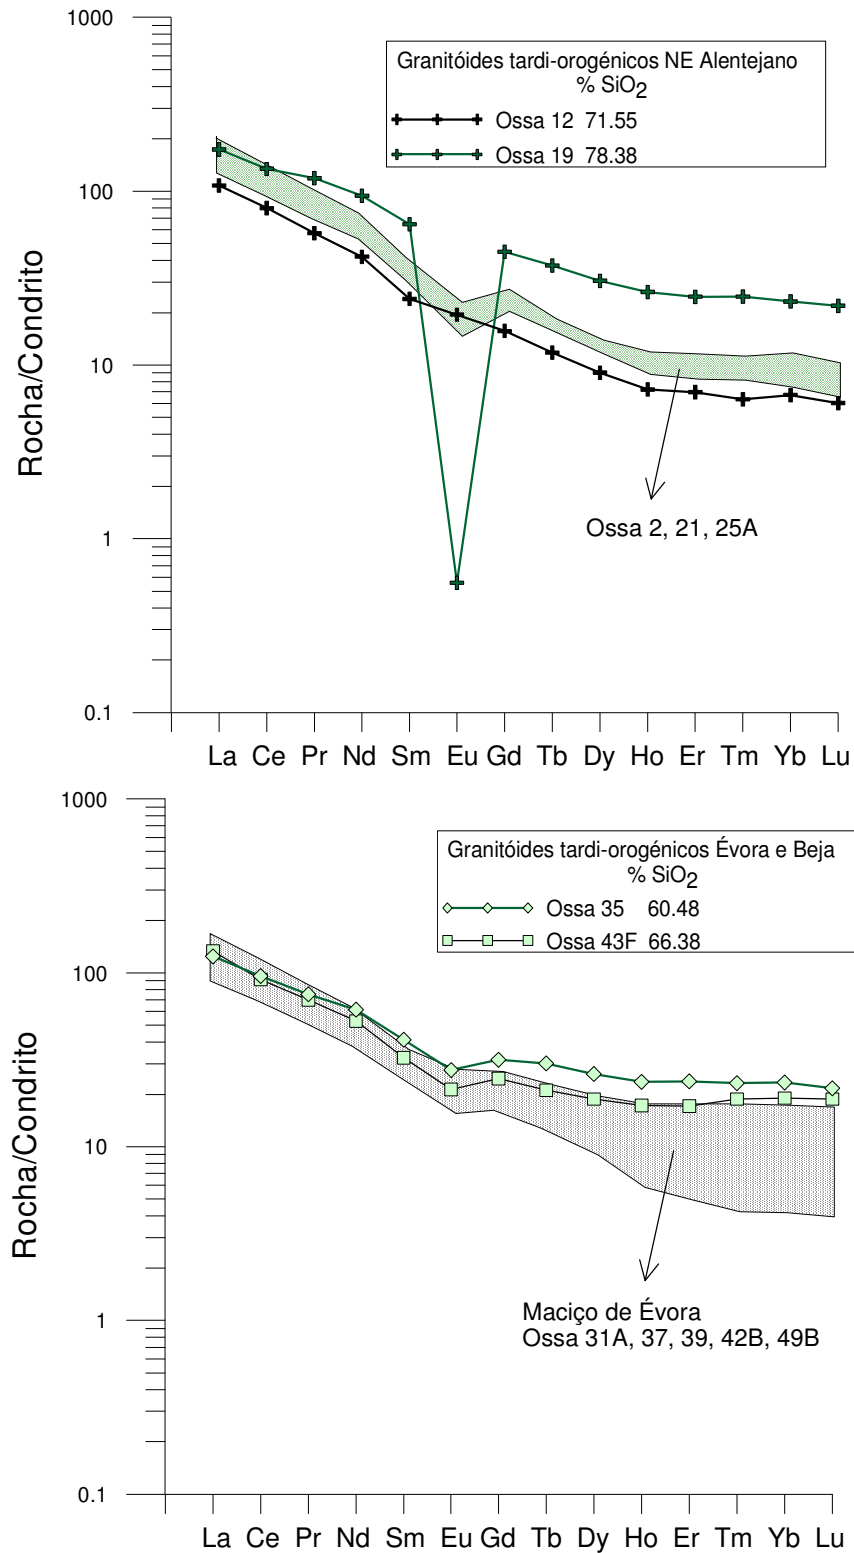 1000
Granitóides tardi-orogénicos NE Alentejano
% SiO2
Ossa 12 71.55
Ossa 19 78.38
100
10
1
0.1
Rocha/Condrito
Ossa 2, 21, 25A
La Ce Pr Nd Sm Eu Gd Tb Dy Ho Er Tm Yb Lu
1000
Granitóides tardi-orogénicos Évora e Beja
% SiO2
Ossa 35 60.48
Ossa 43F 66.38
100
10
1
0.1
Rocha/Condrito
Maciço de Évora
Ossa 31A, 37, 39, 42B, 49B
La Ce Pr Nd Sm Eu Gd Tb Dy Ho Er Tm Yb Lu